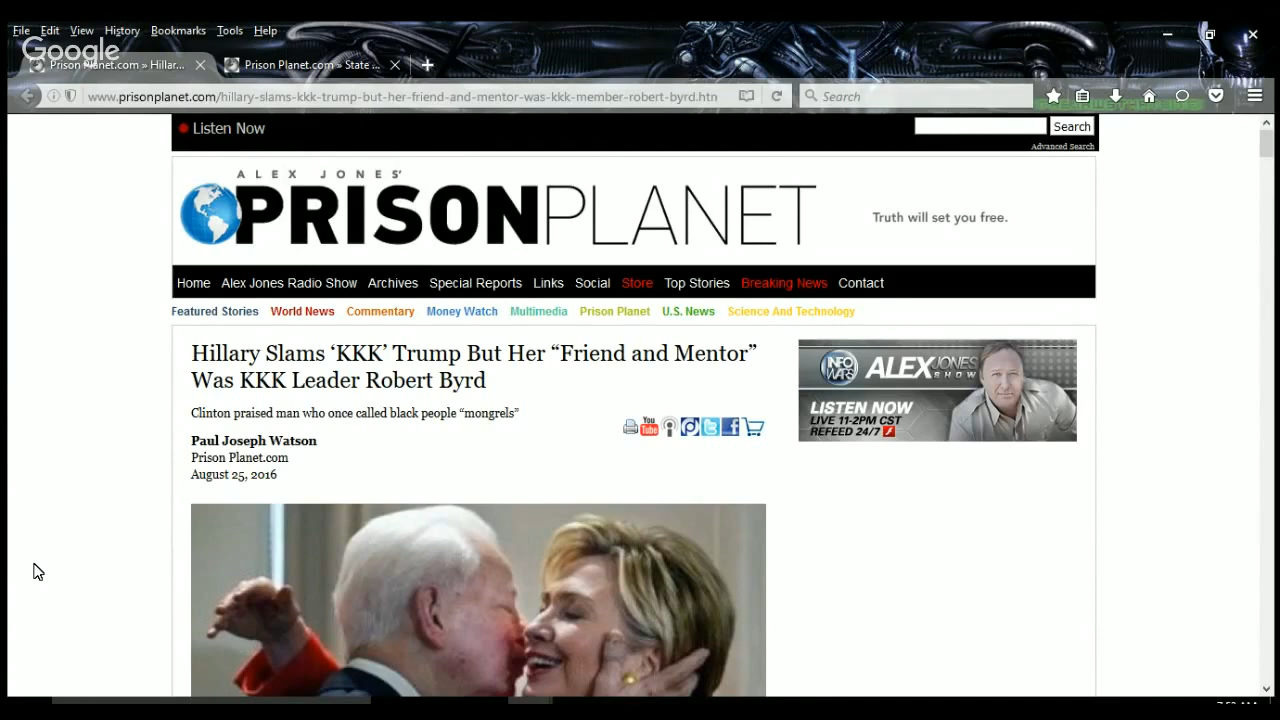 File Edit View History Bookmarks Tools Help
Google
Prison Planet.com » Hillar...
Prison Planet.com » State ...
www.prisonplanet.com/hillary-slams-kkk-trump-but-her-friend-and-mentor-was-kkk-member-robert-byrd.htn
Search
Listen Now
Search
Advanced Search
ALEX JONES'
PRISONPLANET
Truth will set you free.
Home Alex Jones Radio Show Archives Special Reports Links Social Store Top Stories Breaking News Contact
Featured Stories World News Commentary Money Watch Multimedia Prison Planet U.S. News Science And Technology
Hillary Slams ‘KKK’ Trump But Her “Friend and Mentor”
Was KKK Leader Robert Byrd
Clinton praised man who once called black people “mongrels”
You Tube
Paul Joseph Watson
Prison Planet.com
August 25, 2016
INFO WARS
ALEX JONES
SHOW
LISTEN NOW
LIVE 11-2PM CST
REFEED 24/7